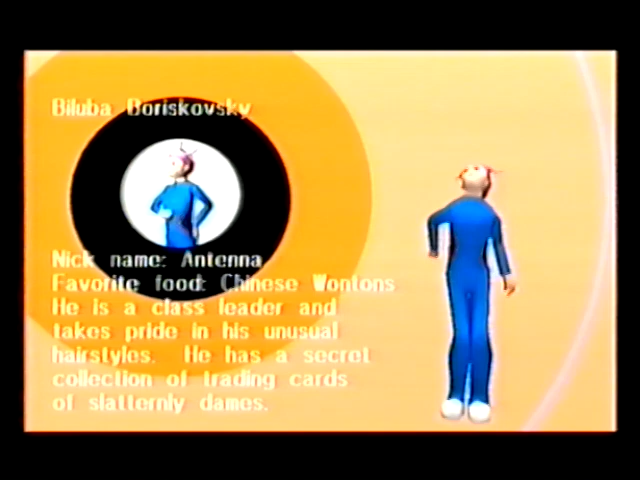 Biluba Boriskovsky
Nick name: Antenna
Favorite food: Chinese Wontons
He is a class leader and
takes pride in his unusual
hairstyles. He has a secret
collection of trading cards
of slatternly dames.